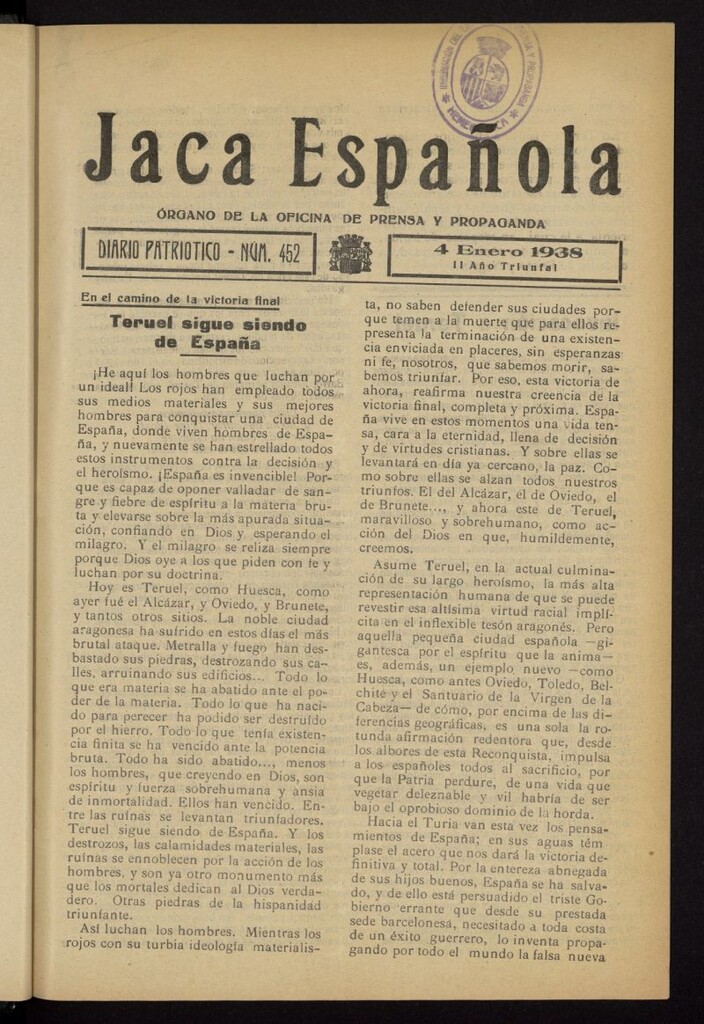 Jaca Española
ÓRGANO DE LA OFICINA DE PRENSA Y PROPAGANDA
DIARIO PATRIOTICO - NÚM. 452
4 Enero 1938
II Año Triunfal
En el camino de la victoria final
Teruel sigue siendo
de España
¡He aquí los hombres que luchan por
un ideal! Los rojos han empleado todos
sus medios materiales y sus mejores
hombres para conquistar una ciudad de
España, donde viven hombres de Espa-
ña, y nuevamente se han estrellado todos
estos instrumentos contra la decisión y
el heroísmo. ¡España es invencible! Por-
que es capaz de oponer valladar de san-
gre y fiebre de espíritu a la materia bru-
ta y elevarse sobre la más apurada situa-
ción, confiando en Dios y esperando el
milagro. Y el milagro se reliza siempre
porque Dios oye a los que piden con fe y
luchan por su doctrina.
Hoy es Teruel, como Huesca, como
ayer fué el Alcázar, y Oviedo, y Brunete,
y tantos otros sitios. La noble ciudad
aragonesa ha sufrido en estos días el más
brutal ataque. Metralla y fuego han des-
bastado sus piedras, destrozando sus ca-
lles, arruinando sus edificios... Todo lo
que era materia se ha abatido ante el po-
der de la materia. Todo lo que ha naci-
do para perecer ha podido ser destruído
por el hierro. Todo lo que tenía existen-
cia finita se ha vencido ante la potencia
bruta. Todo ha sido abatido..., menos
los hombres, que creyendo en Dios, son
espíritu y fuerza sobrehumana y ansia
de inmortalidad. Ellos han vencido. En-
tre las ruínas se levantan triunfadores.
Teruel sigue siendo de España. Y los
destrozos, las calamidades materiales, las
ruínas se ennoblecen por la acción de los
hombres, y son ya otro monumento más
que los mortales dedican al Dios verda-
dero. Otras piedras de la hispanidad
triunfante.
Así luchan los hombres. Mientras los
rojos con su turbia ideología materialis-
ta, no saben defender sus ciudades por-
que temen a la muerte que para ellos re-
presenta la terminación de una existen-
cia enviciada en placeres, sin esperanzas
ni fe, nosotros, que sabemos morir, sa-
bemos triunfar. Por eso, esta victoria de
ahora, reafirma nuestra creencia de la
victoria final, completa y próxima. Espa-
ña vive en estos momentos una vida ten-
sa, cara a la eternidad, llena de decisión
y de virtudes cristianas. Y sobre ellas se
levantará en día ya cercano, la paz. Co-
mo sobre ellas se alzan todos nuestros
triunfos. El del Alcázar, el de Oviedo, el
de Brunete..., y ahora este de Teruel,
maravilloso y sobrehumano, como ac-
ción del Dios en que, humildemente,
creemos.
Asume Teruel, en la actual culmina-
ción de su largo heroísmo, la más alta
representación humana de que se puede
revestir esa altísima virtud racial implí-
cita en el inflexible tesón aragonés. Pero
aquella pequeña ciudad española —gi-
gantesca por el espíritu que la anima—
es, además, un ejemplo nuevo —como
Huesca, como antes Oviedo, Toledo, Bel-
chite y el Santuario de la Virgen de la
Cabeza— de cómo, por encima de las di-
ferencias geográficas, es una sola la ro-
tunda afirmación redentora que, desde
los albores de esta Reconquista, impulsa
a los españoles todos al sacrificio, por
que la Patria perdure, de una vida que
vegetar deleznable y vil habría de ser
bajo el oprobioso dominio de la horda.
Hacia el Turia van esta vez los pensa-
mientos de España; en sus aguas tém
plase el acero que nos dará la victoria de-
finitiva y total. Por la entereza abnegada
de sus hijos buenos, España se ha salva-
do, y de ello está persuadido el triste Go-
bierno errante que desde su prestada
sede barcelonesa, necesitado a toda costa
de un éxito guerrero, lo inventa propa-
gando por todo el mundo la falsa nueva